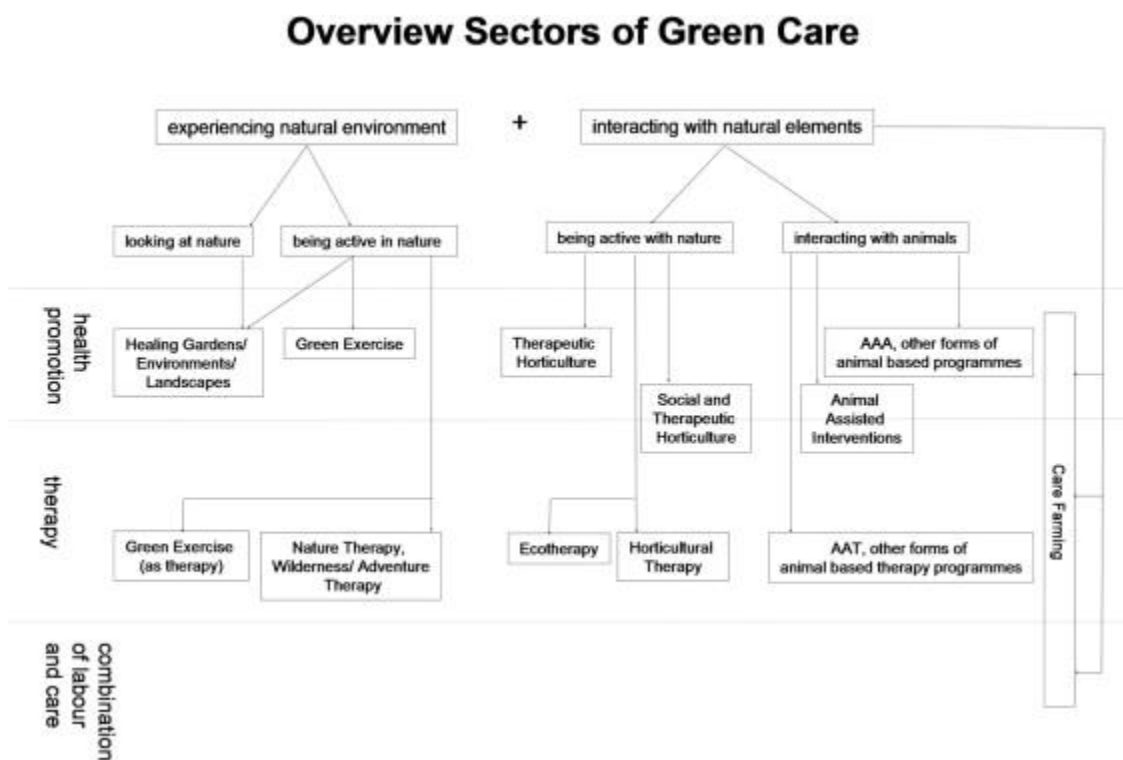 Overview Sectors of Green Care
experiencing natural environment
+
interacting with natural elements
looking at nature
being active in nature
being active with nature
interacting with animals
health
promotion
Healing Gardens/
Environments/
Landscapes
Green Exercise
Therapeutic
Horticulture
AAA, other forms of
animal based programmes
Social and
Therapeutic
Horticulture
Animal
Assisted
Interventions
Care Farming
therapy
Green Exercise
(as therapy)
Nature Therapy,
Wilderness/ Adventure
Therapy
Ecotherapy
Horticultural
Therapy
AAT, other forms of
animal based therapy programmes
combination
of labour
and care